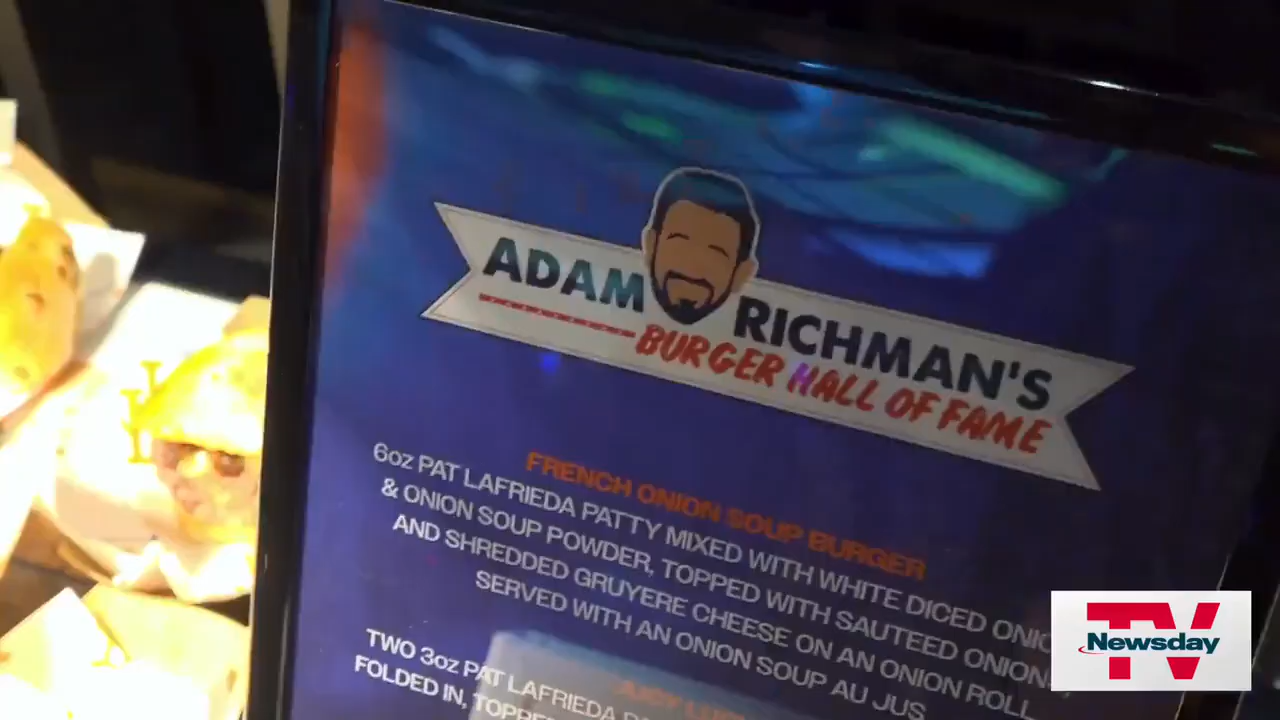 ADAM RICHMAN'S
BURGER HALL OF FAME
FRENCH ONION SOUP BURGER
6oz PAT LAFRIEDA PATTY MIXED WITH WHITE DICED ONIO
& ONION SOUP POWDER, TOPPED WITH SAUTEED ONION
AND SHREDDED GRUYERE CHEESE ON AN ONION ROLL
SERVED WITH AN ONION SOUP AU JUS
JUCY
TWO 3oz PAT LAFRIEDA
FOLDED IN,
TV
Newsday
NY